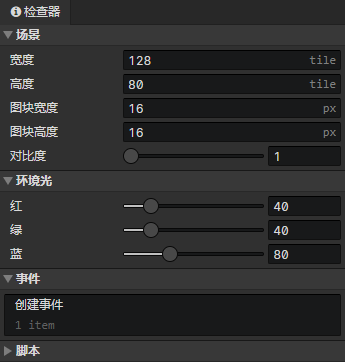 检查器
场景
宽度 128 tile
高度 80 tile
图块宽度 16 px
图块高度 16 px
对比度 1
环境光
红 40
绿 40
蓝 80
事件
创建事件
1 item
脚本